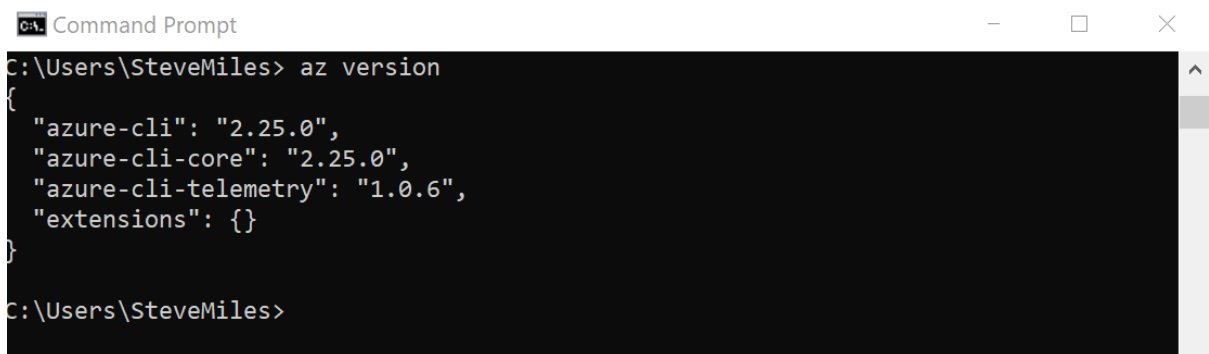 C:\. Command Prompt
C:\Users\SteveMiles> az version
{
  "azure-cli": "2.25.0",
  "azure-cli-core": "2.25.0",
  "azure-cli-telemetry": "1.0.6",
  "extensions": {}
}
C:\Users\SteveMiles>